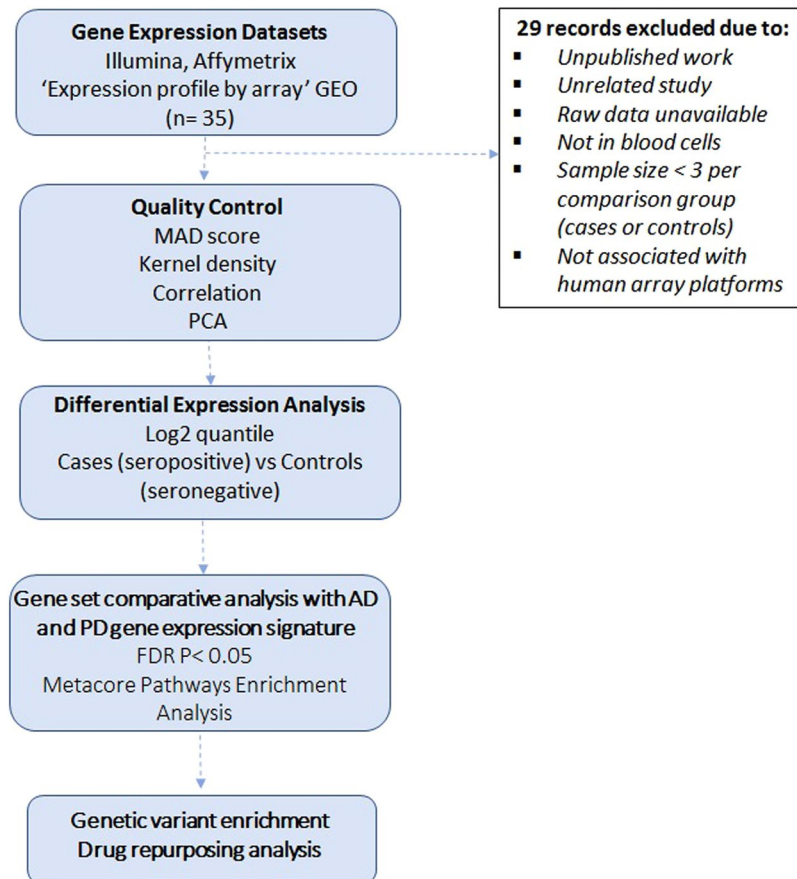 Gene Expression Datasets
Illumina, Affymetrix
‘Expression profile by array’ GEO
(n= 35)
29 records excluded due to:
▪ Unpublished work
▪ Unrelated study
▪ Raw data unavailable
▪ Not in blood cells
▪ Sample size < 3 per
comparison group
(cases or controls)
▪ Not associated with
human array platforms
Quality Control
MAD score
Kernel density
Correlation
PCA
Differential Expression Analysis
Log2 quantile
Cases (seropositive) vs Controls
(seronegative)
Gene set comparative analysis with AD
and PD gene expression signature
FDR P< 0.05
Metacore Pathways Enrichment
Analysis
Genetic variant enrichment
Drug repurposing analysis